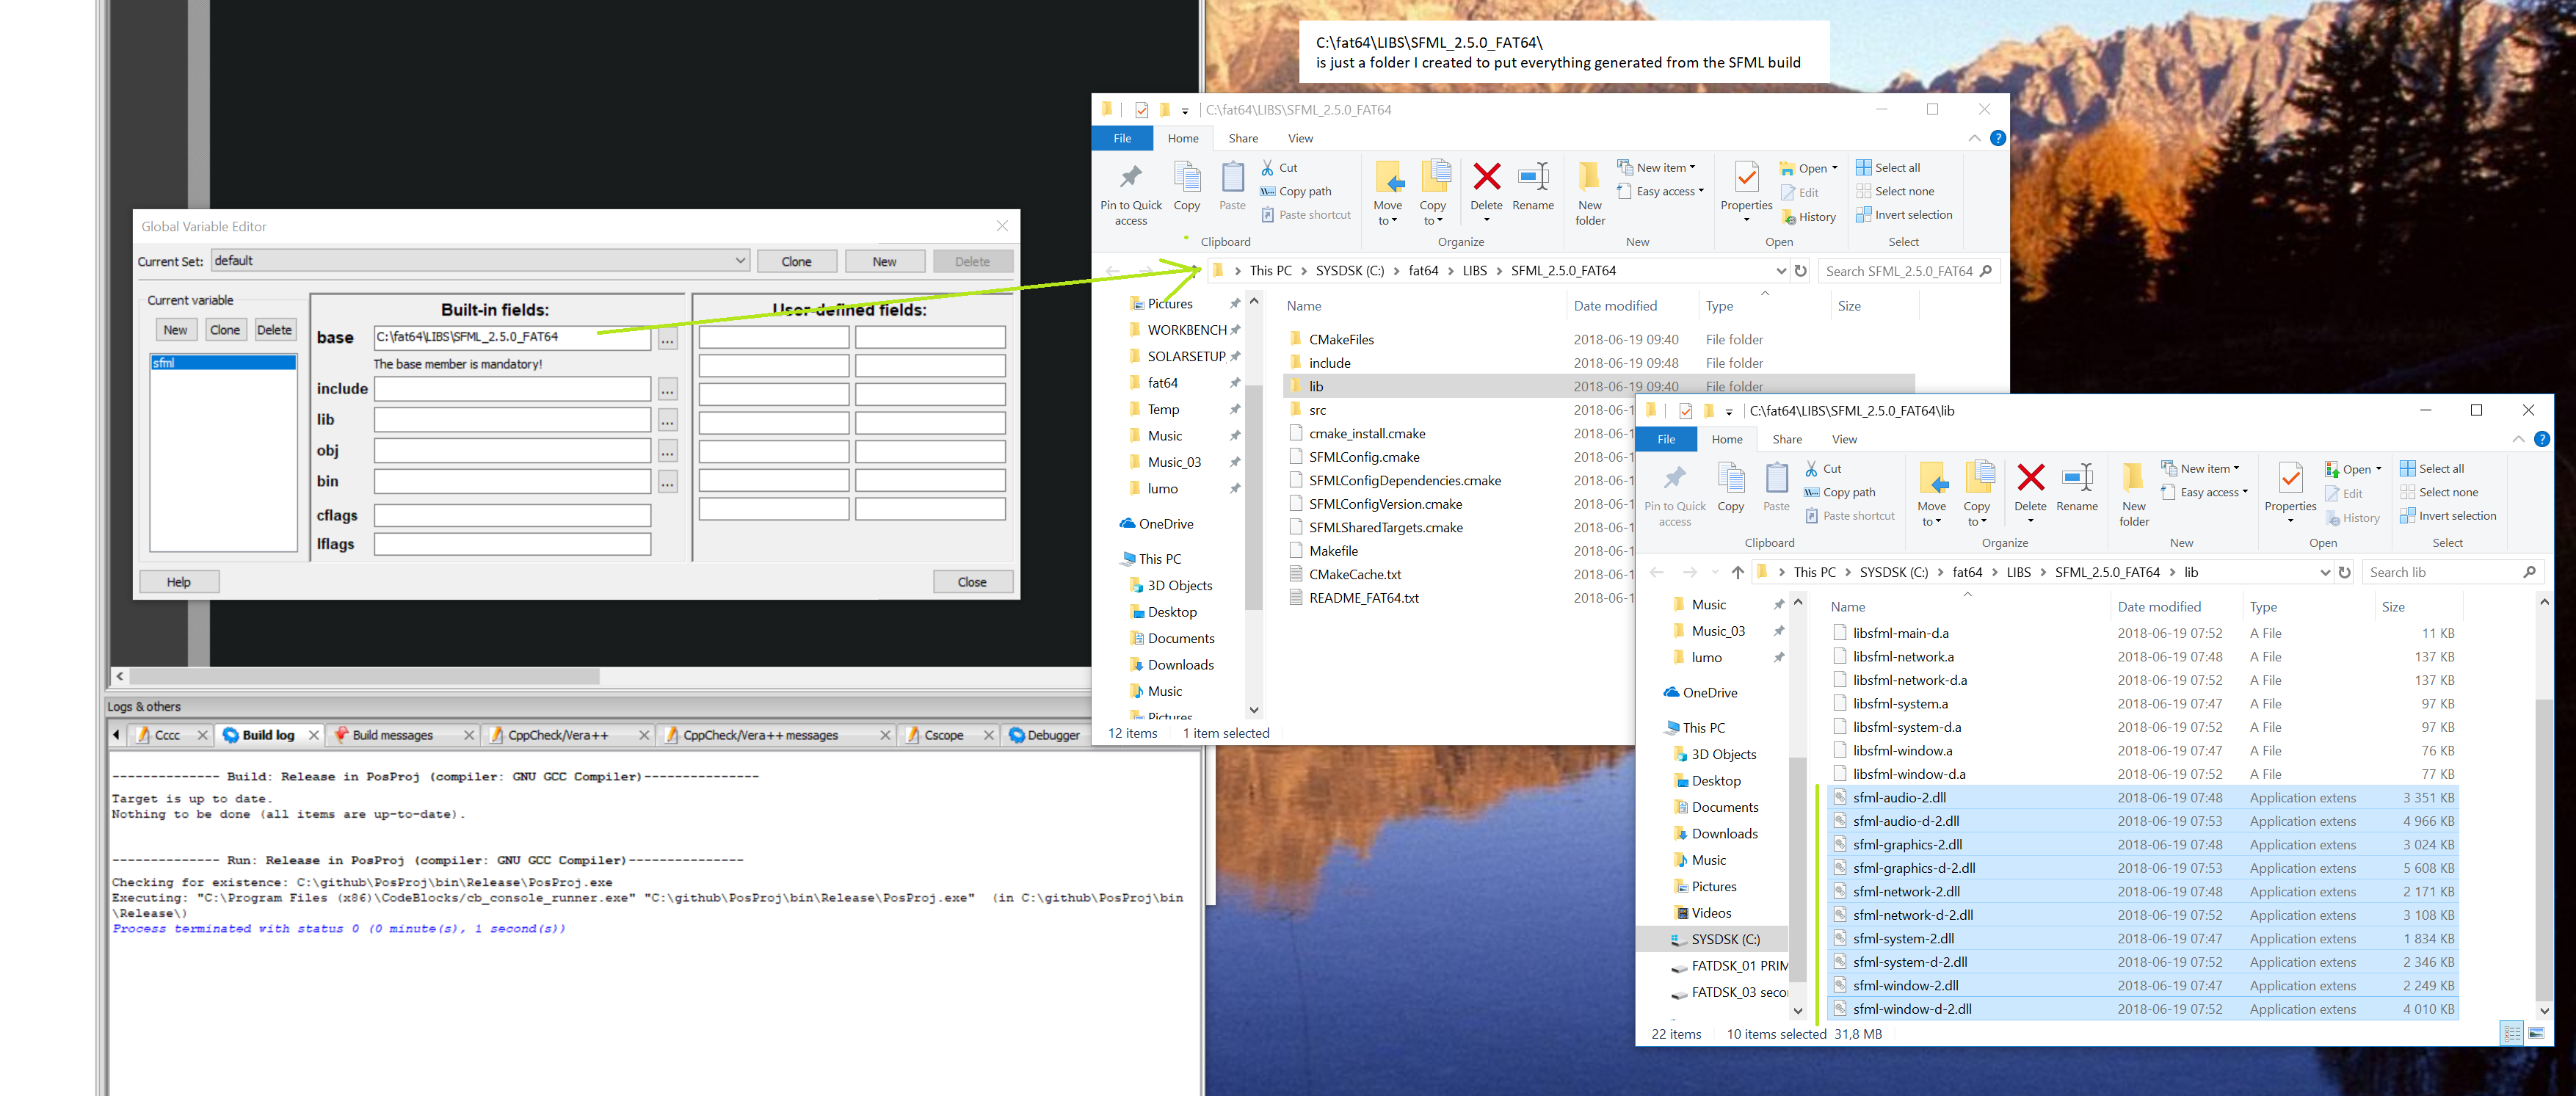 C:\fat64\LIBS\SFML_2.5.0_FAT64\
is just a folder I created to put everything generated from the SFML build
Global Variable Editor
Current Set: default Clone New Delete
Current variable
New Clone Delete
sfml
Built-in fields:
base C:\fat64\LIBS\SFML_2.5.0_FAT64 ...
The base member is mandatory!
include ...
lib ...
obj ...
bin ...
cflags
lflags
User-defined fields:
Help Close
Logs & others
Cccc Build log Build messages CppCheck/Vera++ CppCheck/Vera++ messages Cscope Debugger
-------------- Build: Release in PosProj (compiler: GNU GCC Compiler)---------------
Target is up to date.
Nothing to be done (all items are up-to-date).
-------------- Run: Release in PosProj (compiler: GNU GCC Compiler)---------------
Checking for existence: C:\github\PosProj\bin\Release\PosProj.exe
Executing: "C:\Program Files (x86)\CodeBlocks/cb_console_runner.exe" "C:\github\PosProj\bin\Release\PosProj.exe"  (in C:\github\PosProj\bin
\Release\)
Process terminated with status 0 (0 minute(s), 1 second(s))
C:\fat64\LIBS\SFML_2.5.0_FAT64
File Home Share View
Pin to Quick access Copy Paste Cut Copy path Paste shortcut
Move to Copy to Delete Rename New folder New item Easy access
Properties Open Edit History Select all Select none Invert selection
Clipboard Organize New Open Select
This PC SYSDSK (C:) fat64 LIBS SFML_2.5.0_FAT64 Search SFML_2.5.0_FAT64
Pictures
WORKBENCH
SOLARSETUP
fat64
Temp
Music
Music_03
lumo
OneDrive
This PC
3D Objects
Desktop
Documents
Downloads
Music
Pictures
Name Date modified Type Size
CMakeFiles 2018-06-19 09:40 File folder
include 2018-06-19 09:48 File folder
lib 2018-06-19 09:40 File folder
src 2018-06-1
cmake_install.cmake 2018-06-1
SFMLConfig.cmake 2018-06-1
SFMLConfigDependencies.cmake 2018-06-1
SFMLConfigVersion.cmake 2018-06-1
SFMLSharedTargets.cmake 2018-06-1
Makefile 2018-06-1
CMakeCache.txt 2018-06-1
README_FAT64.txt 2018-06-1
12 items 1 item selected
C:\fat64\LIBS\SFML_2.5.0_FAT64\lib
File Home Share View
Pin to Quick access Copy Paste Cut Copy path Paste shortcut
Move to Copy to Delete Rename New folder New item Easy access
Properties Open Edit History Select all Select none Invert selection
Clipboard Organize New Open Select
This PC SYSDSK (C:) fat64 LIBS SFML_2.5.0_FAT64 lib Search lib
Music
Music_03
lumo
OneDrive
This PC
3D Objects
Desktop
Documents
Downloads
Music
Pictures
Videos
SYSDSK (C:)
FATDSK_01 PRIM
FATDSK_03 seco
Name Date modified Type Size
libsfml-main-d.a 2018-06-19 07:52 A File 11 KB
libsfml-network.a 2018-06-19 07:48 A File 137 KB
libsfml-network-d.a 2018-06-19 07:52 A File 137 KB
libsfml-system.a 2018-06-19 07:47 A File 97 KB
libsfml-system-d.a 2018-06-19 07:52 A File 97 KB
libsfml-window.a 2018-06-19 07:47 A File 76 KB
libsfml-window-d.a 2018-06-19 07:52 A File 77 KB
sfml-audio-2.dll 2018-06-19 07:48 Application extens 3 351 KB
sfml-audio-d-2.dll 2018-06-19 07:53 Application extens 4 966 KB
sfml-graphics-2.dll 2018-06-19 07:48 Application extens 3 024 KB
sfml-graphics-d-2.dll 2018-06-19 07:53 Application extens 5 608 KB
sfml-network-2.dll 2018-06-19 07:48 Application extens 2 171 KB
sfml-network-d-2.dll 2018-06-19 07:52 Application extens 3 108 KB
sfml-system-2.dll 2018-06-19 07:47 Application extens 1 834 KB
sfml-system-d-2.dll 2018-06-19 07:52 Application extens 2 346 KB
sfml-window-2.dll 2018-06-19 07:47 Application extens 2 249 KB
sfml-window-d-2.dll 2018-06-19 07:52 Application extens 4 010 KB
22 items 10 items selected 31,8 MB